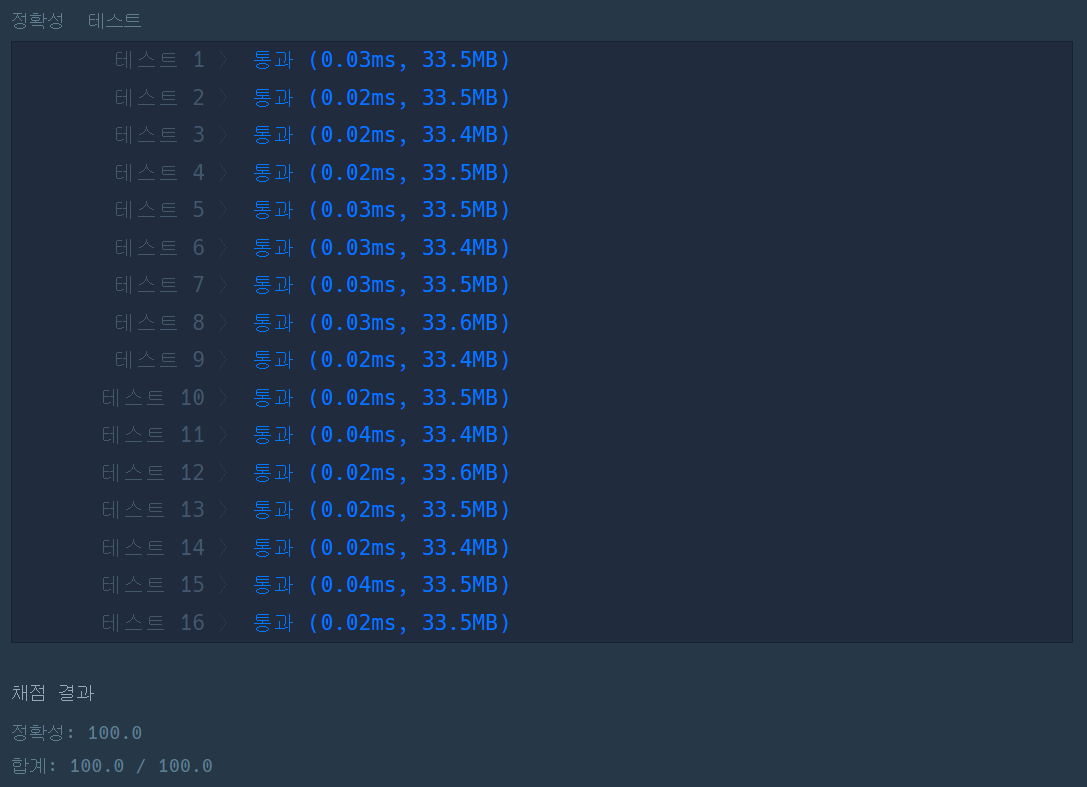 정확성 테스트
테스트 1 〉 통과 (0.03ms, 33.5MB)
테스트 2 〉 통과 (0.02ms, 33.5MB)
테스트 3 〉 통과 (0.02ms, 33.4MB)
테스트 4 〉 통과 (0.02ms, 33.5MB)
테스트 5 〉 통과 (0.03ms, 33.5MB)
테스트 6 〉 통과 (0.03ms, 33.4MB)
테스트 7 〉 통과 (0.03ms, 33.5MB)
테스트 8 〉 통과 (0.03ms, 33.6MB)
테스트 9 〉 통과 (0.02ms, 33.4MB)
테스트 10 〉 통과 (0.02ms, 33.5MB)
테스트 11 〉 통과 (0.04ms, 33.4MB)
테스트 12 〉 통과 (0.02ms, 33.6MB)
테스트 13 〉 통과 (0.02ms, 33.5MB)
테스트 14 〉 통과 (0.02ms, 33.4MB)
테스트 15 〉 통과 (0.04ms, 33.5MB)
테스트 16 〉 통과 (0.02ms, 33.5MB)
채점 결과
정확성: 100.0
합계: 100.0 / 100.0